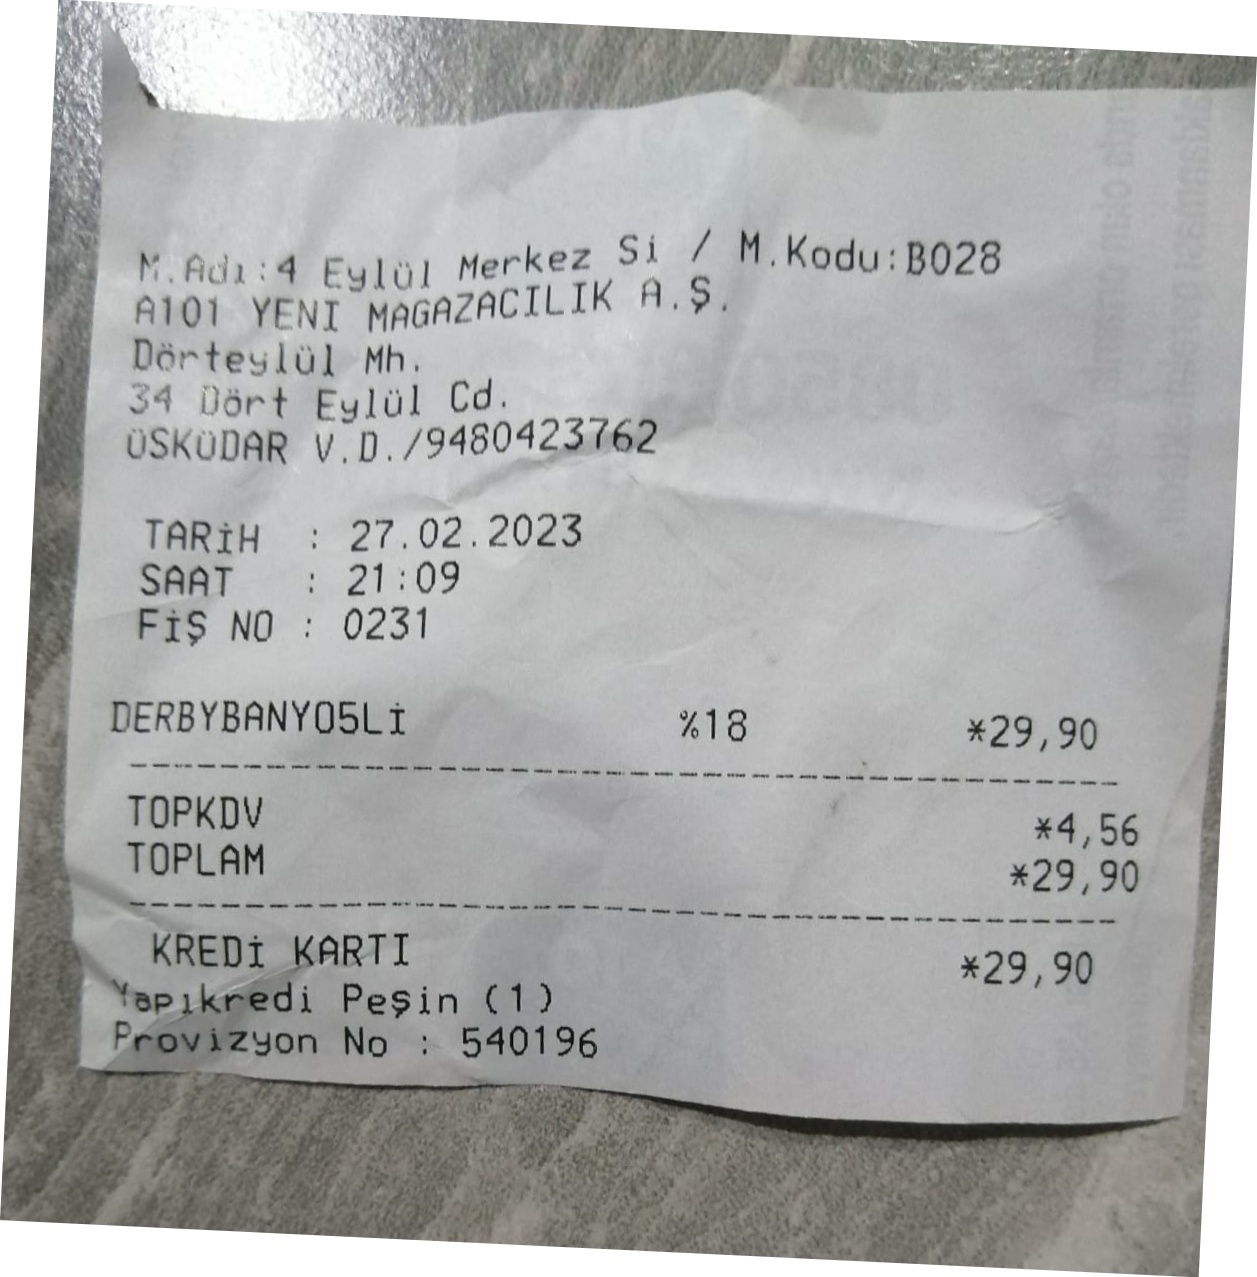 M.Adı:4 Eylül Merkez Si / M.Kodu:B028
A101 YENI MAGAZACILIK A.Ş.
Dörteylül Mh.
34 Dört Eylül Cd.
ÜSKÜDAR V.D./9480423762
TARİH : 27.02.2023
SAAT : 21:09
FİŞ NO : 0231
DERBYBANYO5Lİ %18 *29,90
TOPKDV *4,56
TOPLAM *29,90
KREDİ KARTI *29,90
Yapıkredi Peşin (1)
Provizyon No : 540196